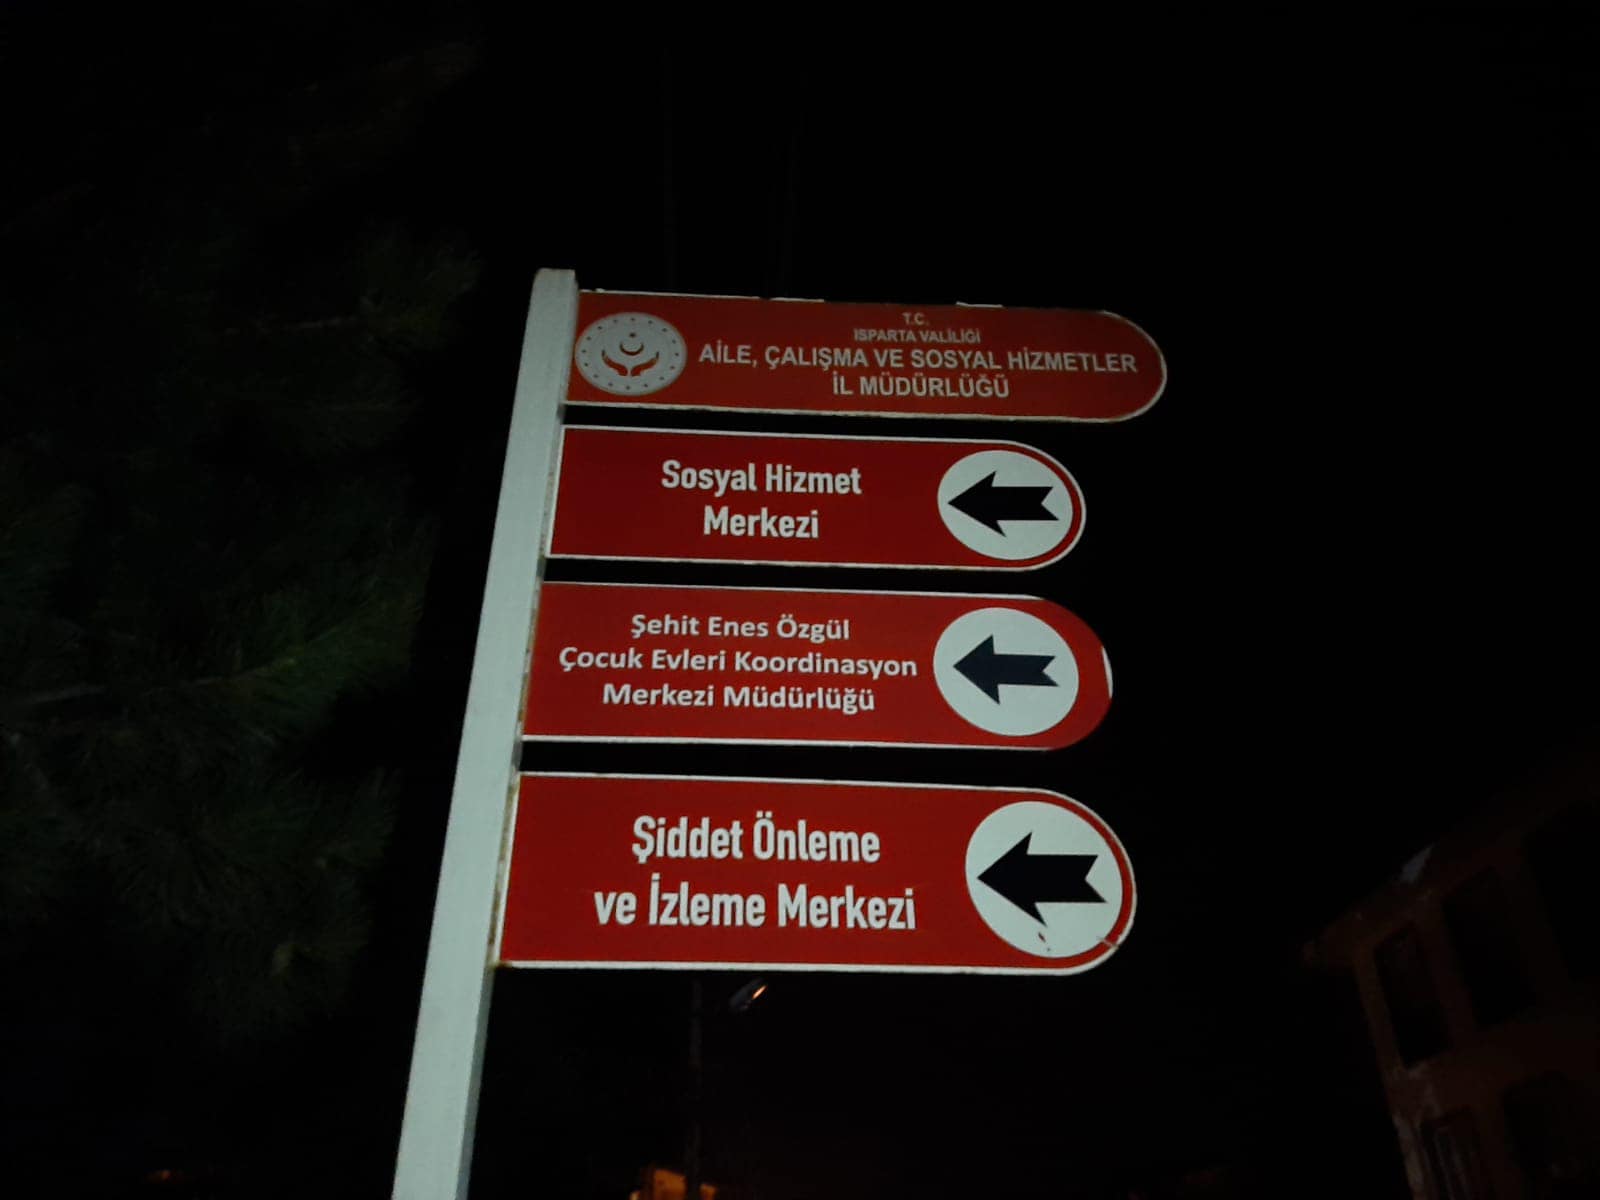 T.C.
ISPARTA VALİLİĞİ
AİLE, ÇALIŞMA VE SOSYAL HİZMETLER
İL MÜDÜRLÜĞÜ
Sosyal Hizmet
Merkezi
Şehit Enes Özgül
Çocuk Evleri Koordinasyon
Merkezi Müdürlüğü
Şiddet Önleme
ve İzleme Merkezi